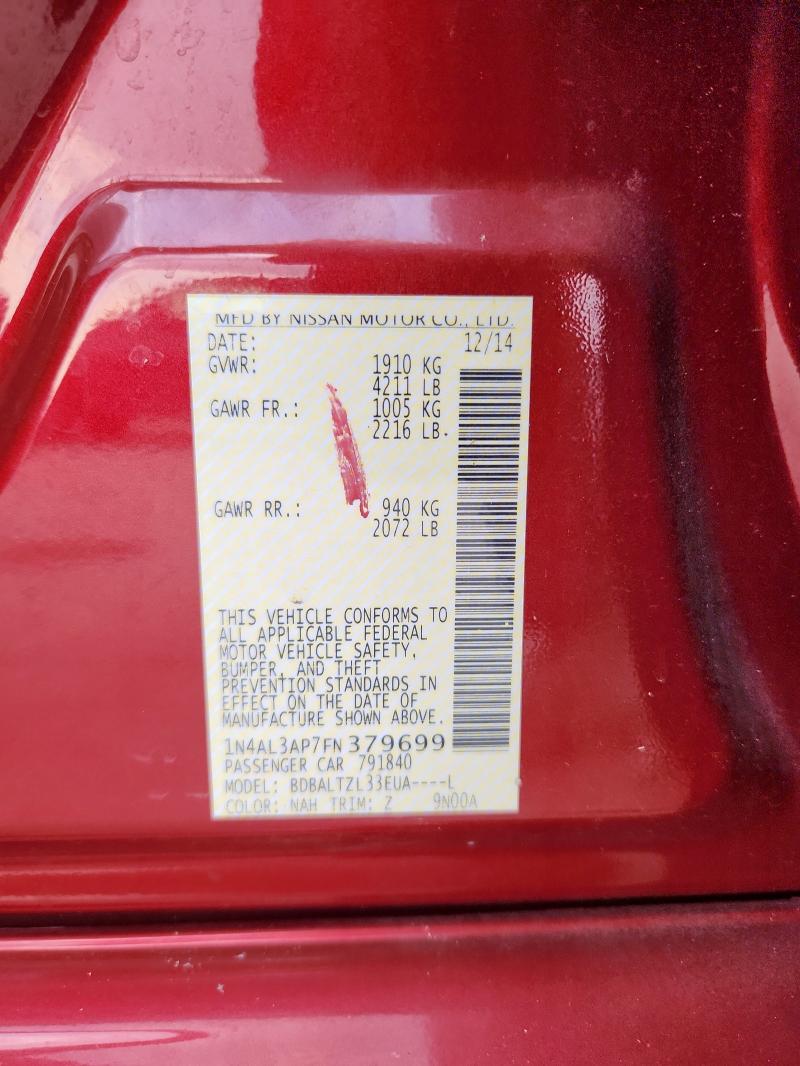 MFD BY NISSAN MOTOR CO., LTD.
DATE: 12/14
GVWR: 1910 KG
4211 LB
GAWR FR.: 1005 KG
2216 LB
GAWR RR.: 940 KG
2072 LB
THIS VEHICLE CONFORMS TO
ALL APPLICABLE FEDERAL
MOTOR VEHICLE SAFETY,
BUMPER, AND THEFT
PREVENTION STANDARDS IN
EFFECT ON THE DATE OF
MANUFACTURE SHOWN ABOVE.
1N4AL3AP7FN379699
PASSENGER CAR 791840
MODEL: BDBALTZL33EUA----L
COLOR: NAH TRIM: Z 9N00A